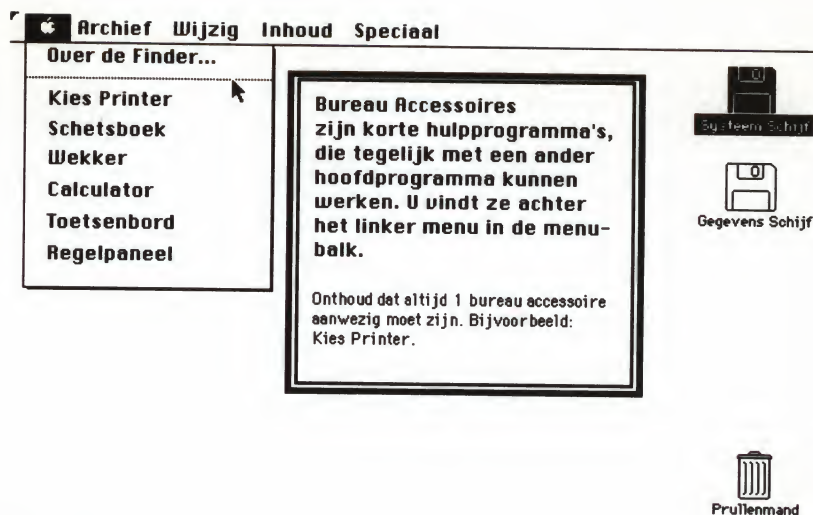 Archief Wijzig Inhoud Speciaal
Over de Finder...
Kies Printer
Schetsboek
Wekker
Calculator
Toetsenbord
Regelpaneel
Bureau Accessoires
zijn korte hulpprogramma's,
die tegelijk met een ander
hoofdprogramma kunnen
werken. U vindt ze achter
het linker menu in de menu-
balk.
Onthoud dat altijd 1 bureau accessoire
aanwezig moet zijn. Bijvoorbeeld:
Kies Printer.
Systeem Schijf
Gegevens Schijf
Prullenmand